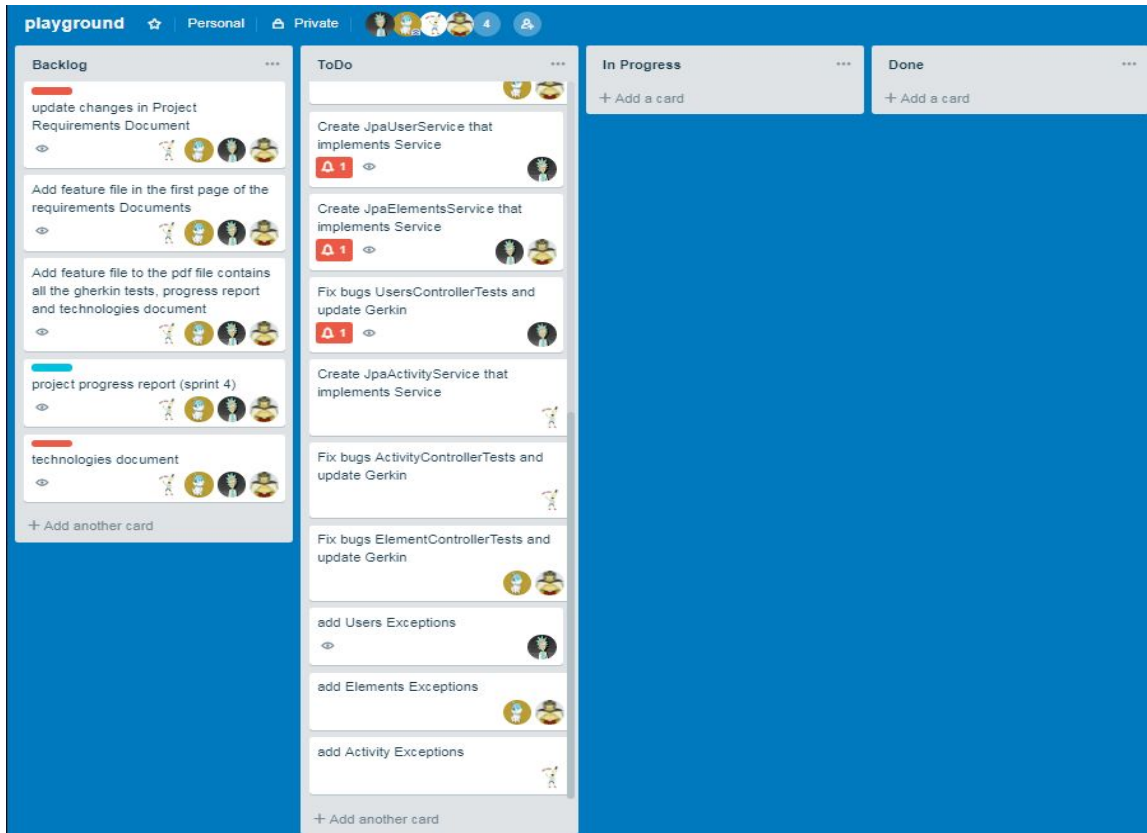 playground Personal Private 4
Backlog
update changes in Project
Requirements Document
Add feature file in the first page of the
requirements Documents
Add feature file to the pdf file contains
all the gherkin tests, progress report
and technologies document
project progress report (sprint 4)
technologies document
+ Add another card
ToDo
Create JpaUserService that
implements Service
1
Create JpaElementsService that
implements Service
1
Fix bugs UsersControllerTests and
update Gerkin
1
Create JpaActivityService that
implements Service
Fix bugs ActivityControllerTests and
update Gerkin
Fix bugs ElementControllerTests and
update Gerkin
add Users Exceptions
add Elements Exceptions
add Activity Exceptions
+ Add another card
In Progress
+ Add a card
Done
+ Add a card